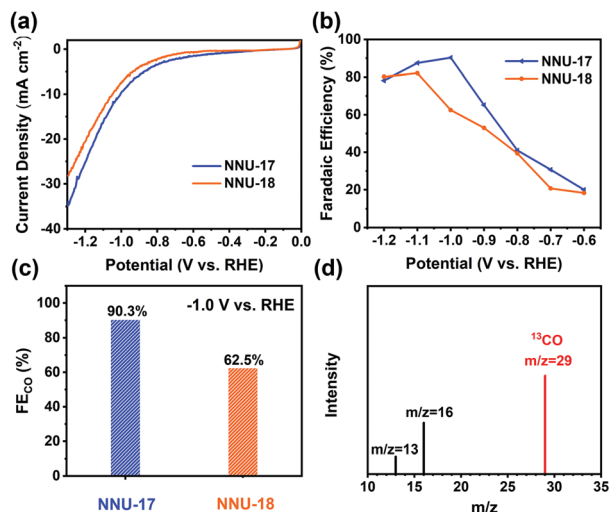 (a)
Current Density (mA cm⁻²)
0
-10
-20
-30
-40
NNU-17
NNU-18
-1.2 -1.0 -0.8 -0.6 -0.4 -0.2 0.0
Potential (V vs. RHE)
(b)
Faradaic Efficiency (%)
100
80
60
40
20
0
NNU-17
NNU-18
-1.2 -1.1 -1.0 -0.9 -0.8 -0.7 -0.6
Potential (V vs. RHE)
(c)
FE_CO (%)
100
80
60
40
20
0
-1.0 V vs. RHE
90.3%
62.5%
NNU-17 NNU-18
(d)
Intensity
¹³CO
m/z=29
m/z=16
m/z=13
10 15 20 25 30 35
m/z